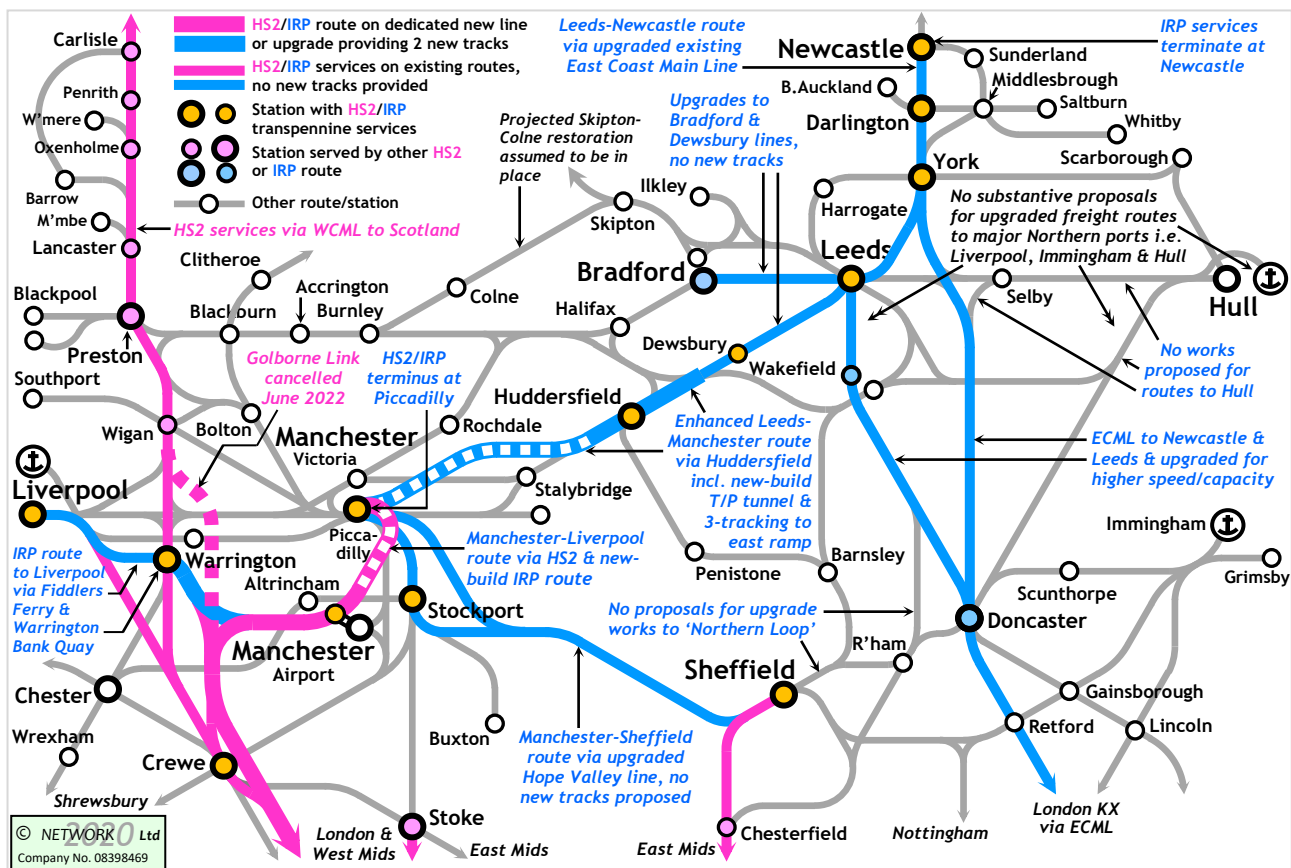 HS2/IRP route on dedicated new line
or upgrade providing 2 new tracks
HS2/IRP services on existing routes,
no new tracks provided
Station with HS2/IRP
transpennine services
Station served by other HS2
or IRP route
Other route/station
Leeds-Newcastle route
via upgraded existing
East Coast Main Line
Newcastle
IRP services
terminate at
Newcastle
Sunderland
Middlesbrough
B.Auckland
Saltburn
Darlington
Whitby
York
Scarborough
Carlisle
Penrith
W'mere
Oxenholme
Barrow
M'mbe
Lancaster
HS2 services via WCML to Scotland
Projected Skipton-
Colne restoration
assumed to be in
place
Upgrades to
Bradford &
Dewsbury lines,
no new tracks
Ilkley
Skipton
Harrogate
No substantive proposals
for upgraded freight routes
to major Northern ports i.e.
Liverpool, Immingham & Hull
Clitheroe
Blackpool
Blackburn
Accrington
Burnley
Colne
Halifax
Bradford
Leeds
Selby
Hull
Preston
Southport
Golborne Link
cancelled
June 2022
HS2/IRP
terminus at
Piccadilly
Dewsbury
Wakefield
No works
proposed for
routes to Hull
Huddersfield
Wigan
Bolton
Manchester
Victoria
Rochdale
Enhanced Leeds-
Manchester route
via Huddersfield
incl. new-build
T/P tunnel &
3-tracking to
east ramp
ECML to Newcastle &
Leeds & upgraded for
higher speed/capacity
Liverpool
Stalybridge
Immingham
Picca-
dilly
Manchester-Liverpool
route via HS2 & new-
build IRP route
IRP route
to Liverpool
via Fiddlers
Ferry &
Warrington
Bank Quay
Warrington
Altrincham
Penistone
Barnsley
Grimsby
Scunthorpe
Stockport
No proposals for upgrade
works to ‘Northern Loop’
Doncaster
Manchester
Airport
R'ham
Sheffield
Chester
Gainsborough
Wrexham
Buxton
Retford
Lincoln
Crewe
Manchester-Sheffield
route via upgraded
Hope Valley line, no
new tracks proposed
Shrewsbury
London &
West Mids
Stoke
East Mids
East Mids
Chesterfield
Nottingham
London KX
via ECML
© NETWORK 2020 Ltd
Company No. 08398469